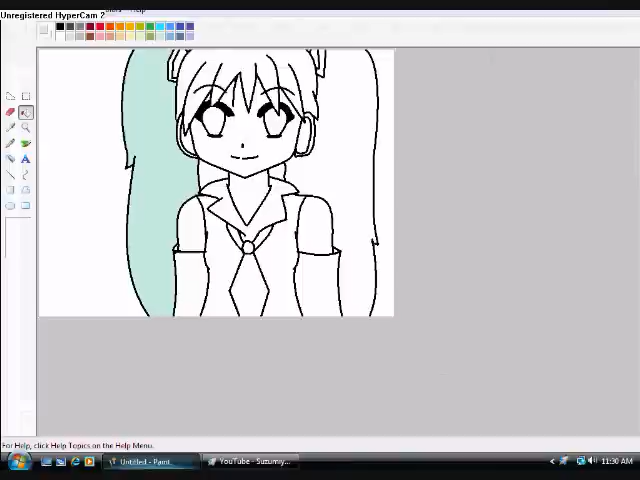 Unregistered HyperCam 2
Help
A
For Help, click Help Topics on the Help Menu.
Untitled - Paint
YouTube - Suzumiy...
11:30 AM